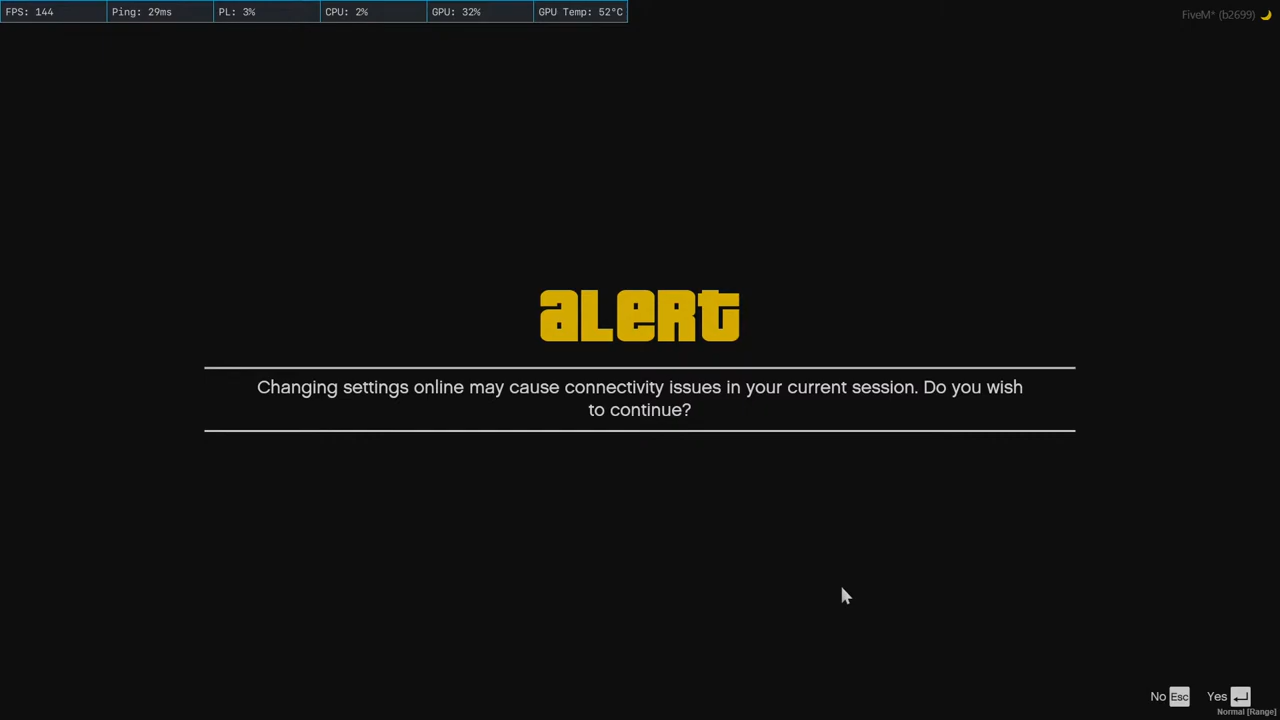 FPS: 144 Ping: 29ms PL: 3% CPU: 2% GPU: 32% GPU Temp: 52°C
FiveM* (b2699)
aLeRt
Changing settings online may cause connectivity issues in your current session. Do you wish
to continue?
No Esc Yes
Normal [Range]